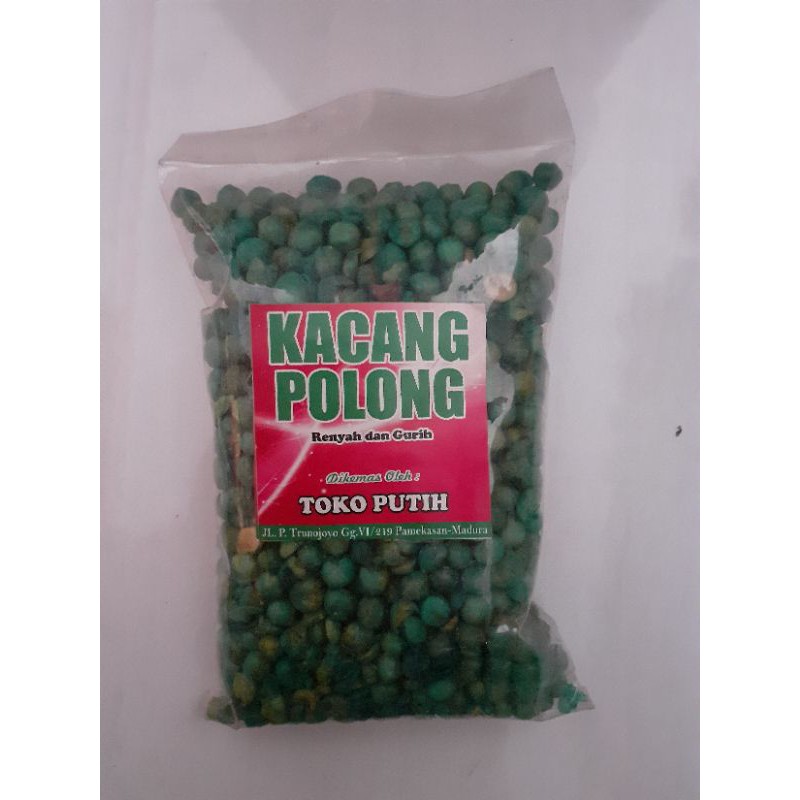 KACANG
POLONG
Renyah dan Gurih
Dikemas Oleh :
TOKO PUTIH
JL. P. Trunojoyo Gg.VI/219 Pamekasan-Madura